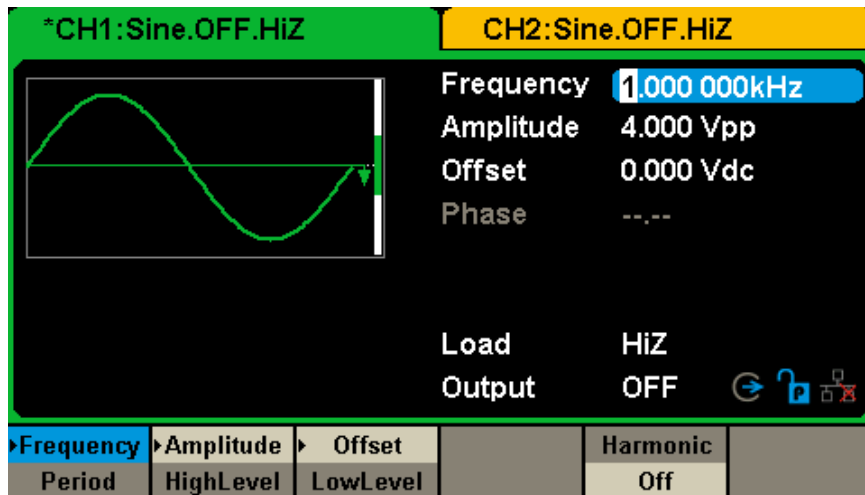 *CH1:Sine.OFF.HiZ
CH2:Sine.OFF.HiZ
Frequency 1.000 000kHz
Amplitude 4.000 Vpp
Offset 0.000 Vdc
Phase --.--
Load HiZ
Output OFF
P
Frequency Amplitude Offset Harmonic
Period HighLevel LowLevel Off